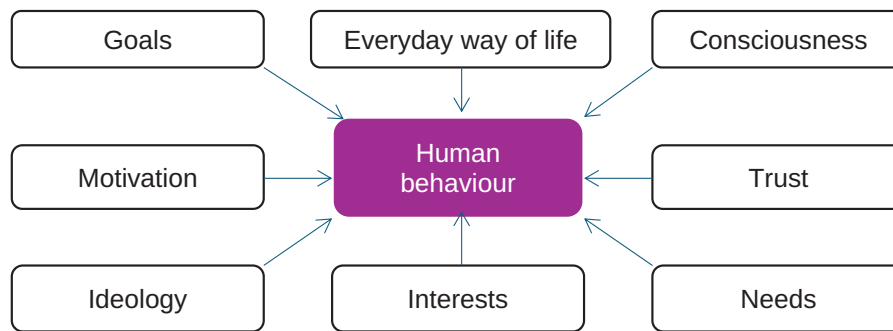 Goals
Everyday way of life
Consciousness
Motivation
Human
behaviour
Trust
Ideology
Interests
Needs